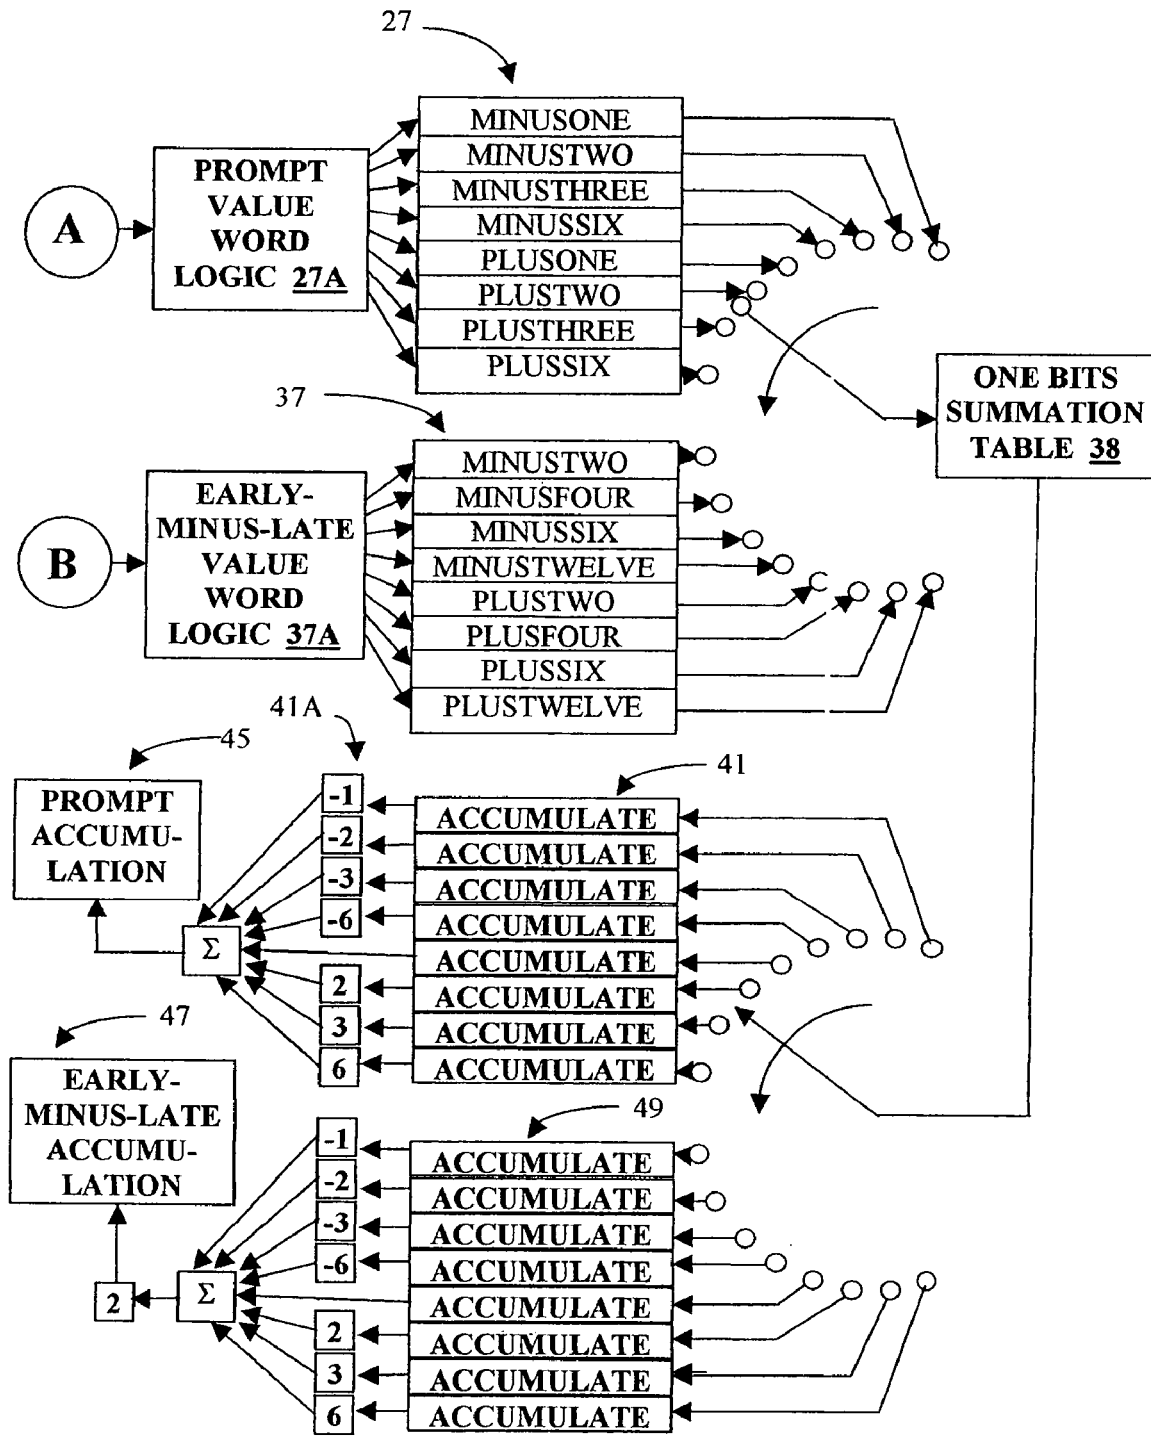 27
MINUSONE
MINUSTWO
MINUSTHREE
MINUSSIX
PLUSONE
PLUSTWO
PLUSTHREE
PLUSSIX
A
PROMPT
VALUE
WORD
LOGIC 27A
ONE BITS
SUMMATION
TABLE 38
37
MINUSTWO
MINUSFOUR
MINUSSIX
MINUSTWELVE
PLUSTWO
PLUSFOUR
PLUSSIX
PLUSTWELVE
B
EARLY-
MINUS-LATE
VALUE
WORD
LOGIC 37A
41A
45
41
PROMPT
ACCUMU-
LATION
-1
-2
-3
-6
2
3
6
Σ
ACCUMULATE
ACCUMULATE
ACCUMULATE
ACCUMULATE
ACCUMULATE
ACCUMULATE
ACCUMULATE
ACCUMULATE
47
EARLY-
MINUS-LATE
ACCUMU-
LATION
49
-1
-2
-3
-6
2
3
6
2
Σ
ACCUMULATE
ACCUMULATE
ACCUMULATE
ACCUMULATE
ACCUMULATE
ACCUMULATE
ACCUMULATE
ACCUMULATE